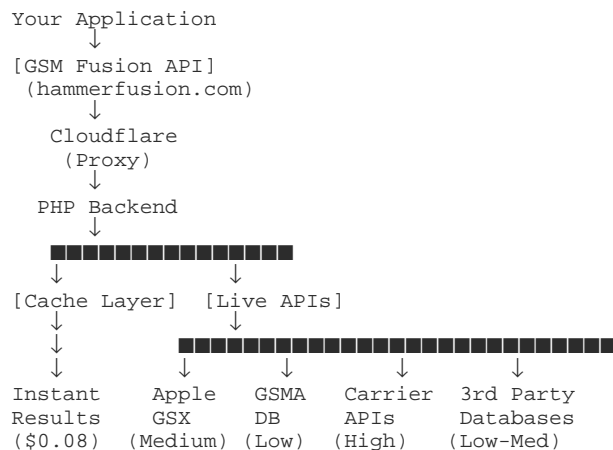 Your Application
↓
[GSM Fusion API]
(hammerfusion.com)
↓
Cloudflare
(Proxy)
↓
PHP Backend
↓
■■■■■■■■■■■■■■■
↓ ↓
[Cache Layer] [Live APIs]
↓ ↓
↓ ■■■■■■■■■■■■■■■■■■■■■■■■■■■
↓ ↓ ↓ ↓ ↓
Instant Apple GSMA Carrier 3rd Party
Results GSX DB APIs Databases
($0.08) (Medium) (Low) (High) (Low-Med)